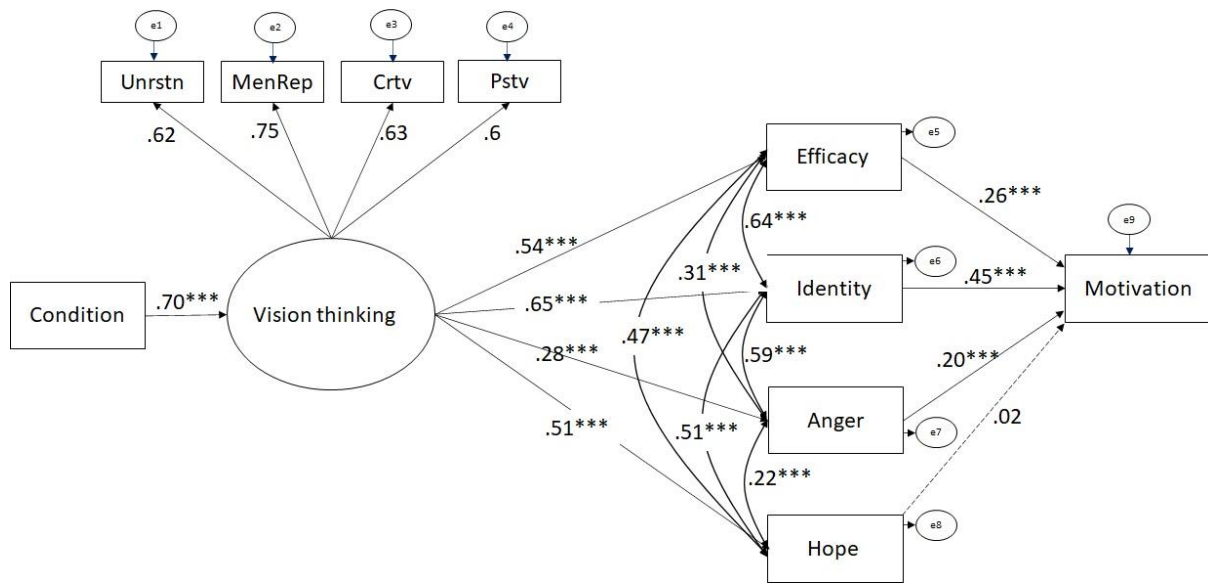 e1 e2 e3 e4
Unrstn MenRep Crtv Pstv
.62 .75 .63 .6
Efficacy e5
.26***
.64***
e9
.54***
e6
.31***
Condition .70*** Vision thinking .65*** Identity .45*** Motivation
.47***
.28*** .59*** .20***
Anger e7
.02
.51*** .51***
.22***
Hope e8